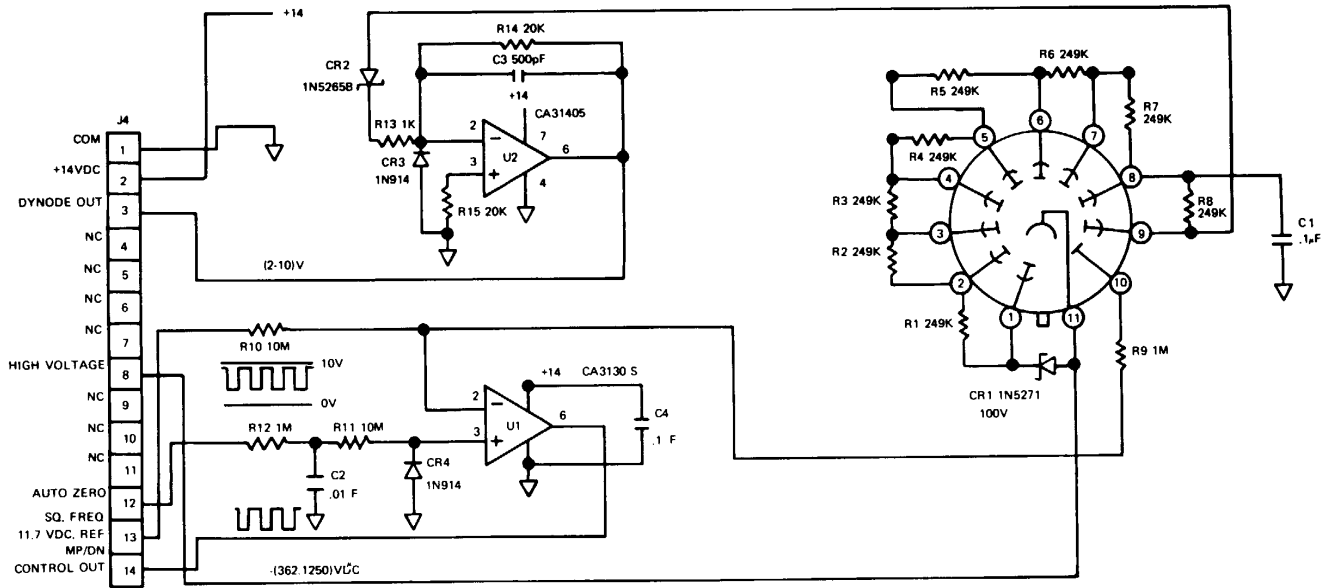 +14
R14 20K
C3 500pF
CR2
1N5265B
+14
CA31405
R13 1K
2
7
U2
6
3
4
CR3
1N914
R15 20K
J4
COM
1
+14VDC
2
DYNODE OUT
3
NC
4
NC
5
NC
6
NC
7
HIGH VOLTAGE
8
NC
9
NC
10
NC
11
AUTO ZERO
12
SQ. FREQ
11.7 VDC, REF
13
MP/DN
CONTROL OUT
14
(2-10)V
R10 10M
10V
0V
R12 1M
R11 10M
C2
.01 F
CR4
1N914
+14
CA3130 S
2
U1
6
3
C4
.1 F
-(362.1250)VDC
R6 249K
R5 249K
R7
249K
R4 249K
R3 249K
R2 249K
R1 249K
R8
249K
C1
.1µF
R9 1M
CR1 1N5271
100V
1
2
3
4
5
6
7
8
9
10
11